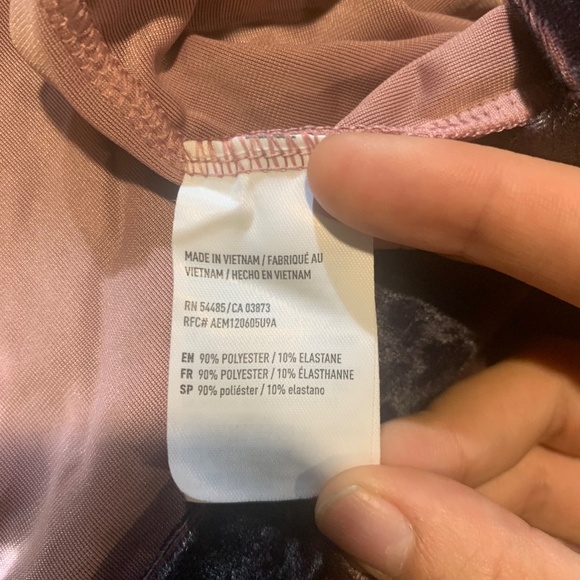 MADE IN VIETNAM / FABRIQUÉ AU
VIETNAM / HECHO EN VIETNAM
RN 54485/CA 03873
RFC# AEM120605U9A
EN 90% POLYESTER / 10% ELASTANE
FR 90% POLYESTER / 10% ÉLASTHANNE
SP 90% poliéster / 10% elastano